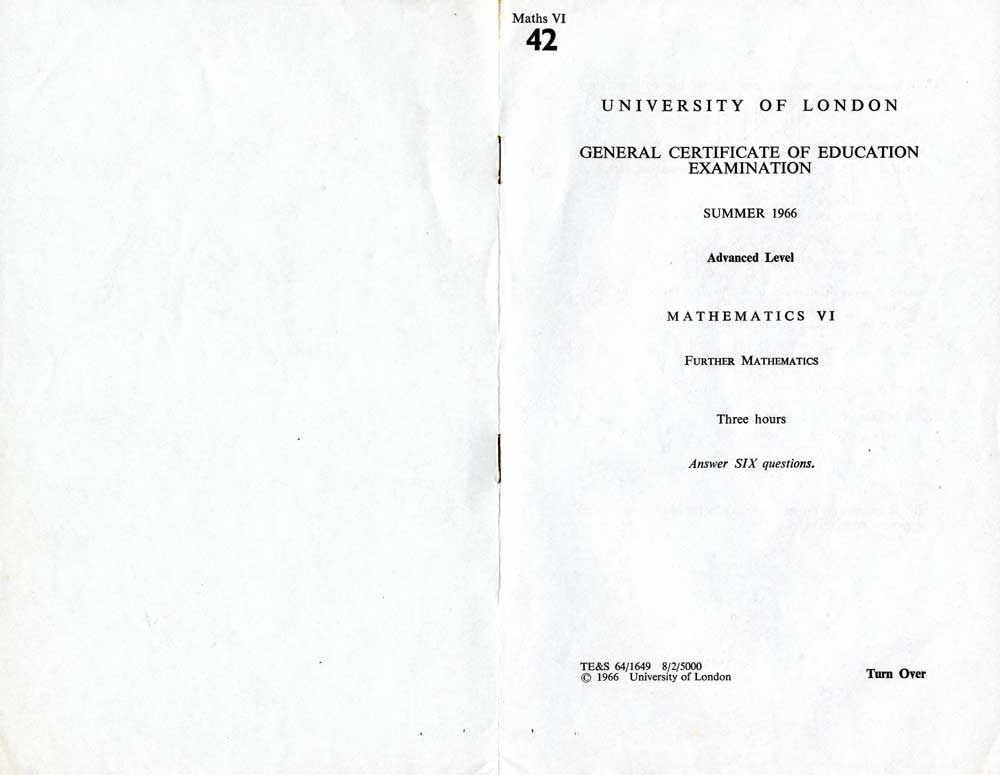 Maths VI
42
UNIVERSITY OF LONDON
GENERAL CERTIFICATE OF EDUCATION
EXAMINATION
SUMMER 1966
Advanced Level
MATHEMATICS VI
FURTHER MATHEMATICS
Three hours
Answer SIX questions.
TE&S 64/1649 8/2/5000
© 1966 University of London
Turn Over